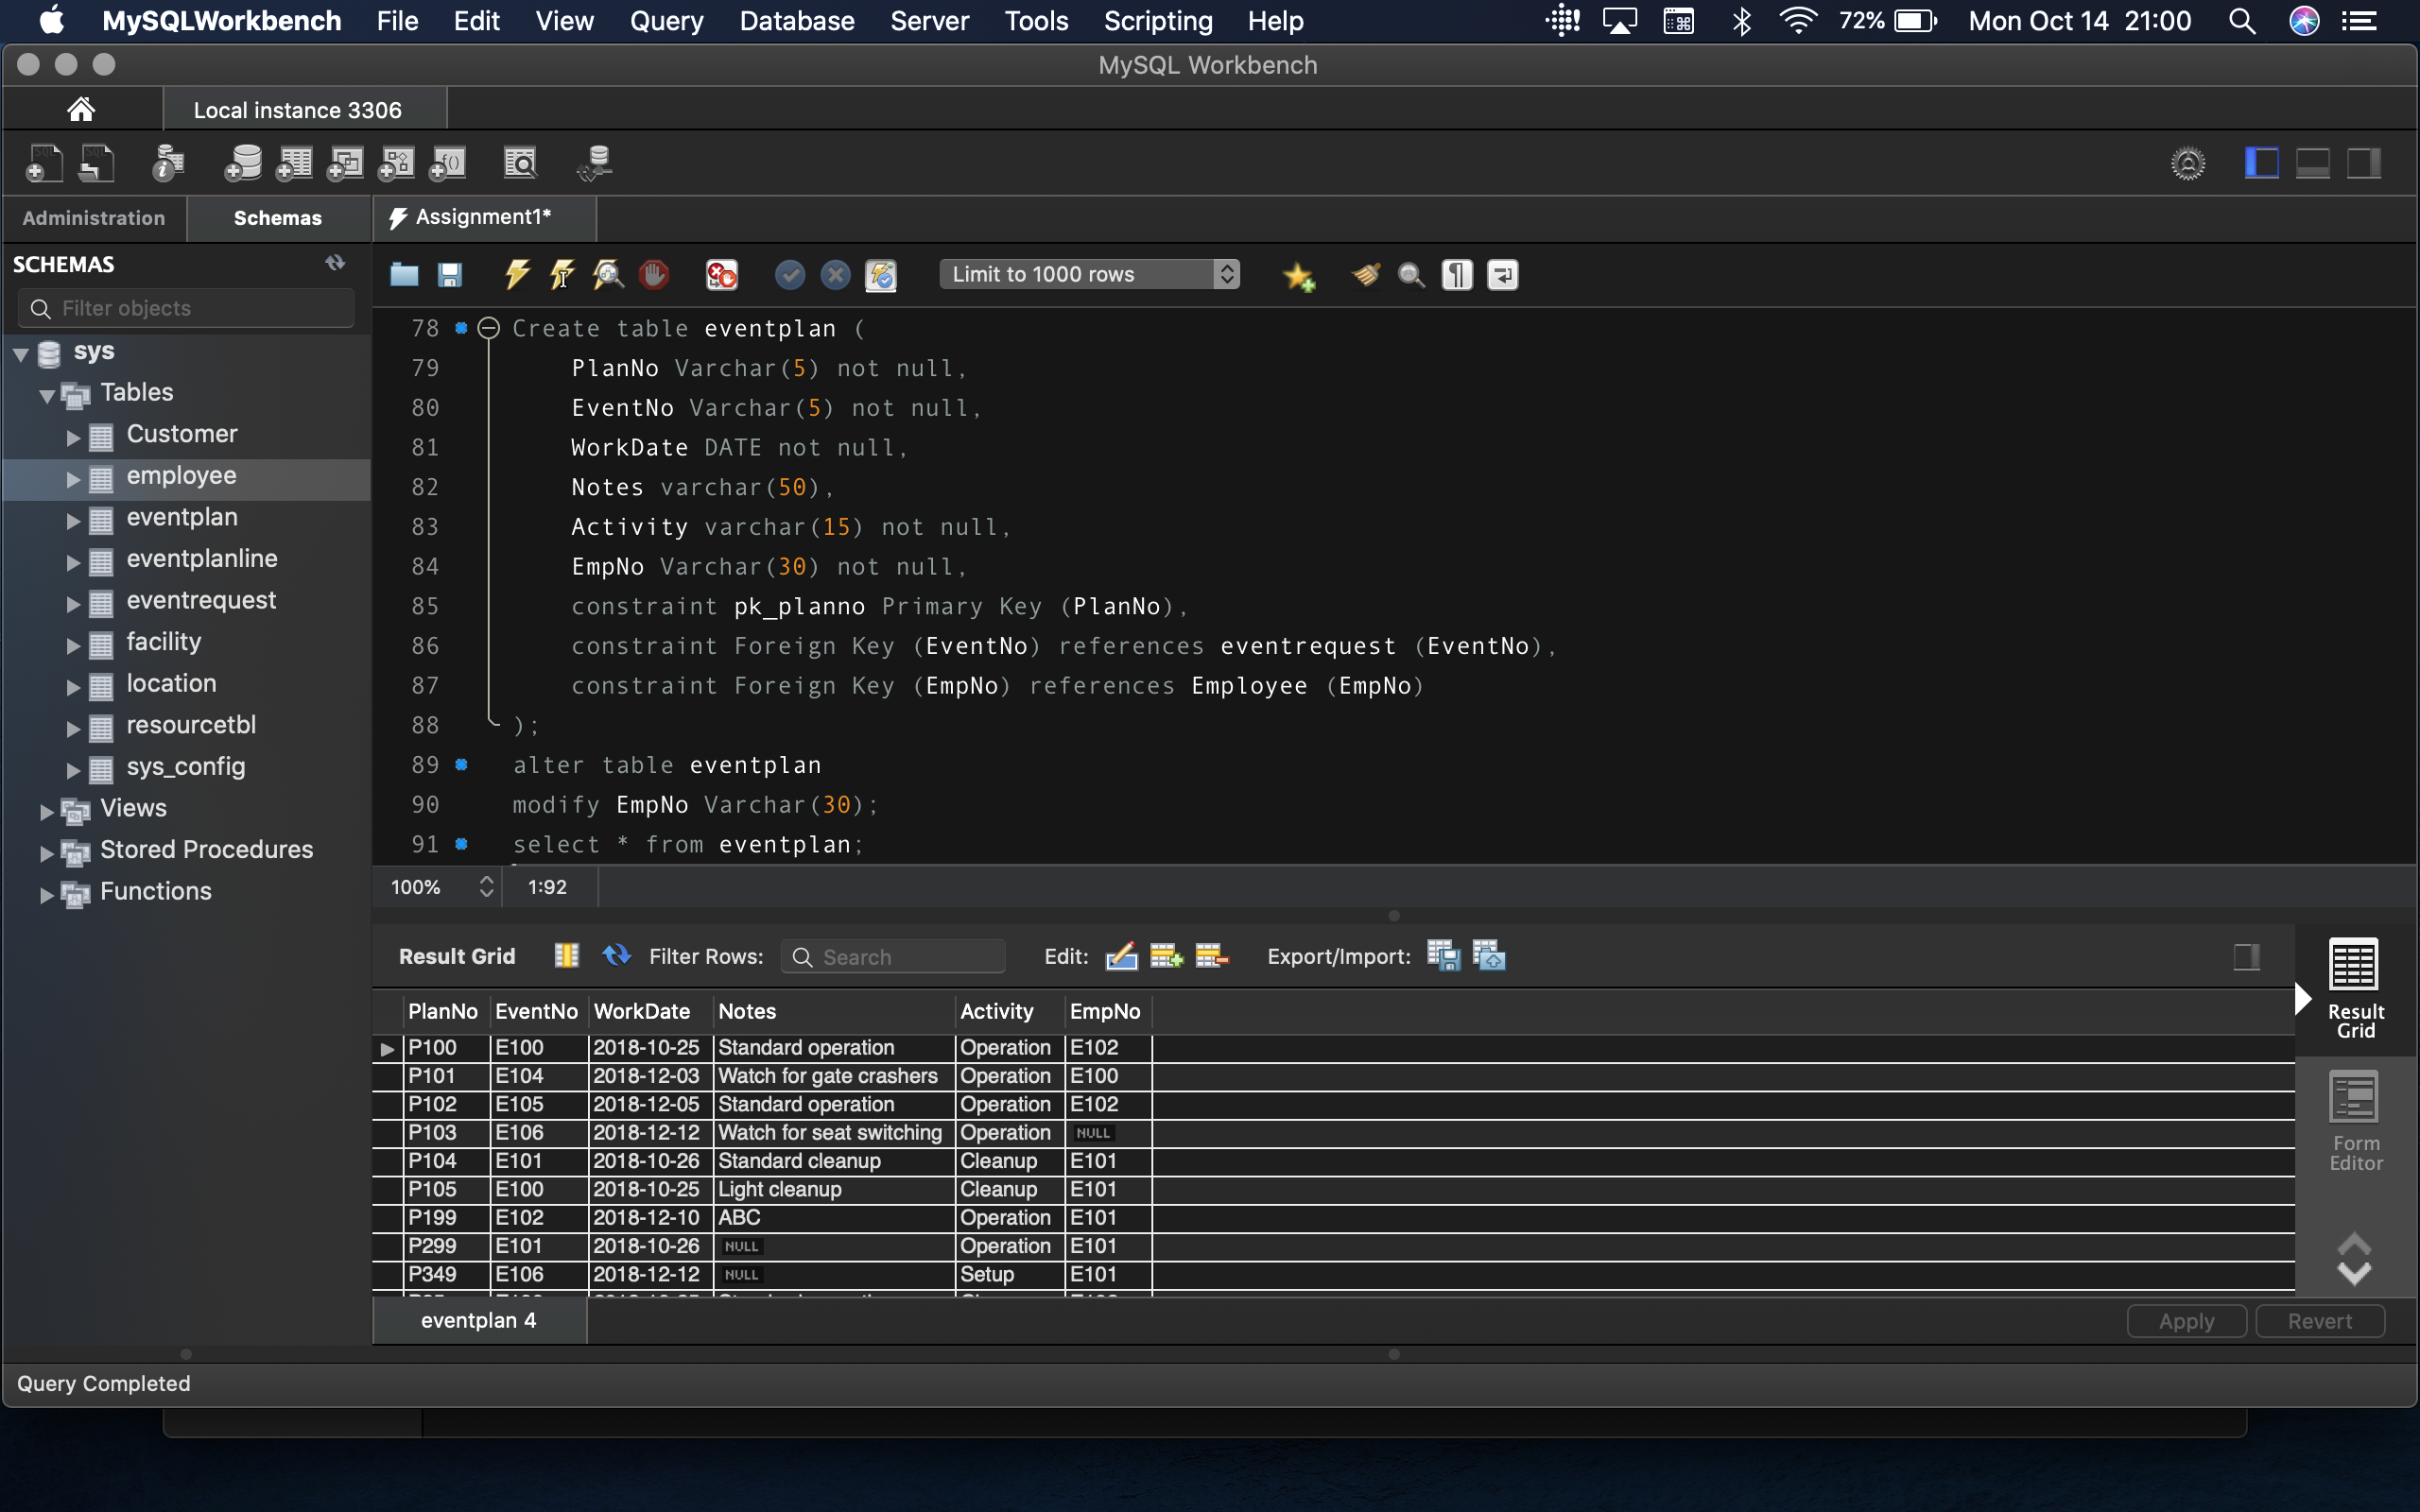 MySQLWorkbench File Edit View Query Database Server Tools Scripting Help 72% Mon Oct 14 21:00
MySQL Workbench
Local instance 3306
Administration Schemas Assignment1*
SCHEMAS
Filter objects
Limit to 1000 rows
sys
Tables
Customer
employee
eventplan
eventplanline
eventrequest
facility
location
resourcetbl
sys_config
Views
Stored Procedures
Functions
78 Create table eventplan (
79 PlanNo Varchar(5) not null,
80 EventNo Varchar(5) not null,
81 WorkDate DATE not null,
82 Notes varchar(50),
83 Activity varchar(15) not null,
84 EmpNo Varchar(30) not null,
85 constraint pk_planno Primary Key (PlanNo),
86 constraint Foreign Key (EventNo) references eventrequest (EventNo),
87 constraint Foreign Key (EmpNo) references Employee (EmpNo)
88 );
89 alter table eventplan
90 modify EmpNo Varchar(30);
91 select * from eventplan;
100% 1:92
Result Grid Filter Rows: Search Edit: Export/Import:
PlanNo EventNo WorkDate Notes Activity EmpNo
P100 E100 2018-10-25 Standard operation Operation E102
P101 E104 2018-12-03 Watch for gate crashers Operation E100
P102 E105 2018-12-05 Standard operation Operation E102
P103 E106 2018-12-12 Watch for seat switching Operation NULL
P104 E101 2018-10-26 Standard cleanup Cleanup E101
P105 E100 2018-10-25 Light cleanup Cleanup E101
P199 E102 2018-12-10 ABC Operation E101
P299 E101 2018-10-26 NULL Operation E101
P349 E106 2018-12-12 NULL Setup E101
Result
Grid
Form
Editor
eventplan 4 Apply Revert
Query Completed